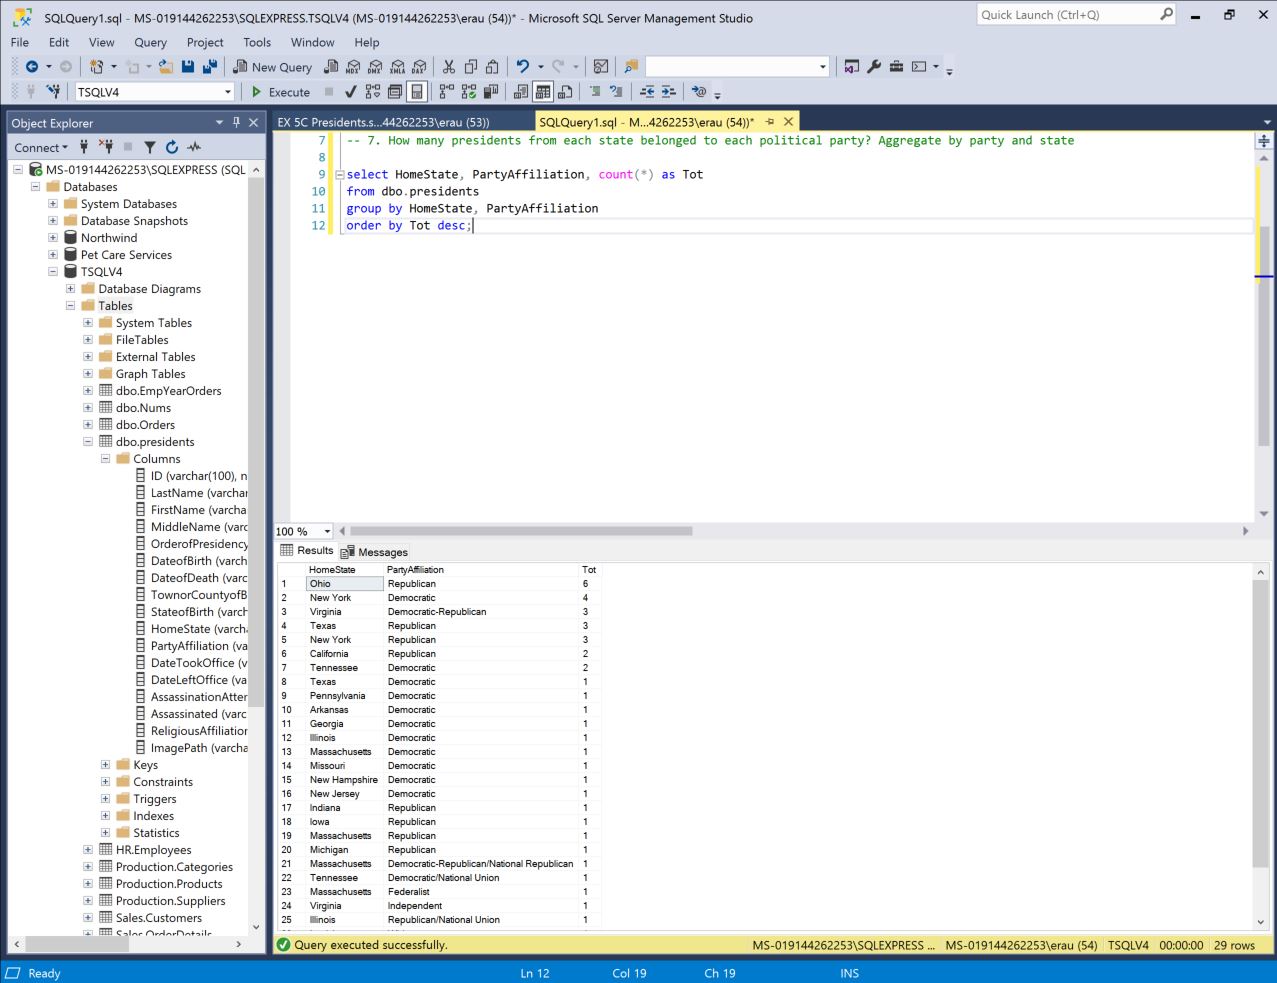 SQLQuery1.sql - MS-019144262253\SQLEXPRESS.TSQLV4 (MS-019144262253\erau (54))* - Microsoft SQL Server Management Studio
Quick Launch (Ctrl+Q)
File Edit View Query Project Tools Window Help
New Query MDX DMX XMLA DAX
TSQLV4 Execute
Object Explorer
Connect
MS-019144262253\SQLEXPRESS (SQL
Databases
System Databases
Database Snapshots
Northwind
Pet Care Services
TSQLV4
Database Diagrams
Tables
System Tables
FileTables
External Tables
Graph Tables
dbo.EmpYearOrders
dbo.Nums
dbo.Orders
dbo.presidents
Columns
ID (varchar(100), n
LastName (varchar
FirstName (varcha
MiddleName (varc
OrderofPresidency
DateofBirth (varch
DateofDeath (varc
TownorCountyofB
StateofBirth (varch
HomeState (varcha
PartyAffiliation (va
DateTookOffice (v
DateLeftOffice (va
AssassinationAtter
Assassinated (varc
ReligiousAffiliation
ImagePath (varcha
Keys
Constraints
Triggers
Indexes
Statistics
HR.Employees
Production.Categories
Production.Products
Production.Suppliers
Sales.Customers
Sales.OrderDetails
EX 5C Presidents.s...44262253\erau (53))
SQLQuery1.sql - M...4262253\erau (54))*
7 -- 7. How many presidents from each state belonged to each political party? Aggregate by party and state
8
9 select HomeState, PartyAffiliation, count(*) as Tot
10 from dbo.presidents
11 group by HomeState, PartyAffiliation
12 order by Tot desc;
100 %
Results Messages
HomeState PartyAffiliation Tot
1 Ohio Republican 6
2 New York Democratic 4
3 Virginia Democratic-Republican 3
4 Texas Republican 3
5 New York Republican 3
6 California Republican 2
7 Tennessee Democratic 2
8 Texas Democratic 1
9 Pennsylvania Democratic 1
10 Arkansas Democratic 1
11 Georgia Democratic 1
12 Illinois Democratic 1
13 Massachusetts Democratic 1
14 Missouri Democratic 1
15 New Hampshire Democratic 1
16 New Jersey Democratic 1
17 Indiana Republican 1
18 Iowa Republican 1
19 Massachusetts Republican 1
20 Michigan Republican 1
21 Massachusetts Democratic-Republican/National Republican 1
22 Tennessee Democratic/National Union 1
23 Massachusetts Federalist 1
24 Virginia Independent 1
25 Illinois Republican/National Union 1
Query executed successfully.
MS-019144262253\SQLEXPRESS ... MS-019144262253\erau (54) TSQLV4 00:00:00 29 rows
Ready Ln 12 Col 19 Ch 19 INS